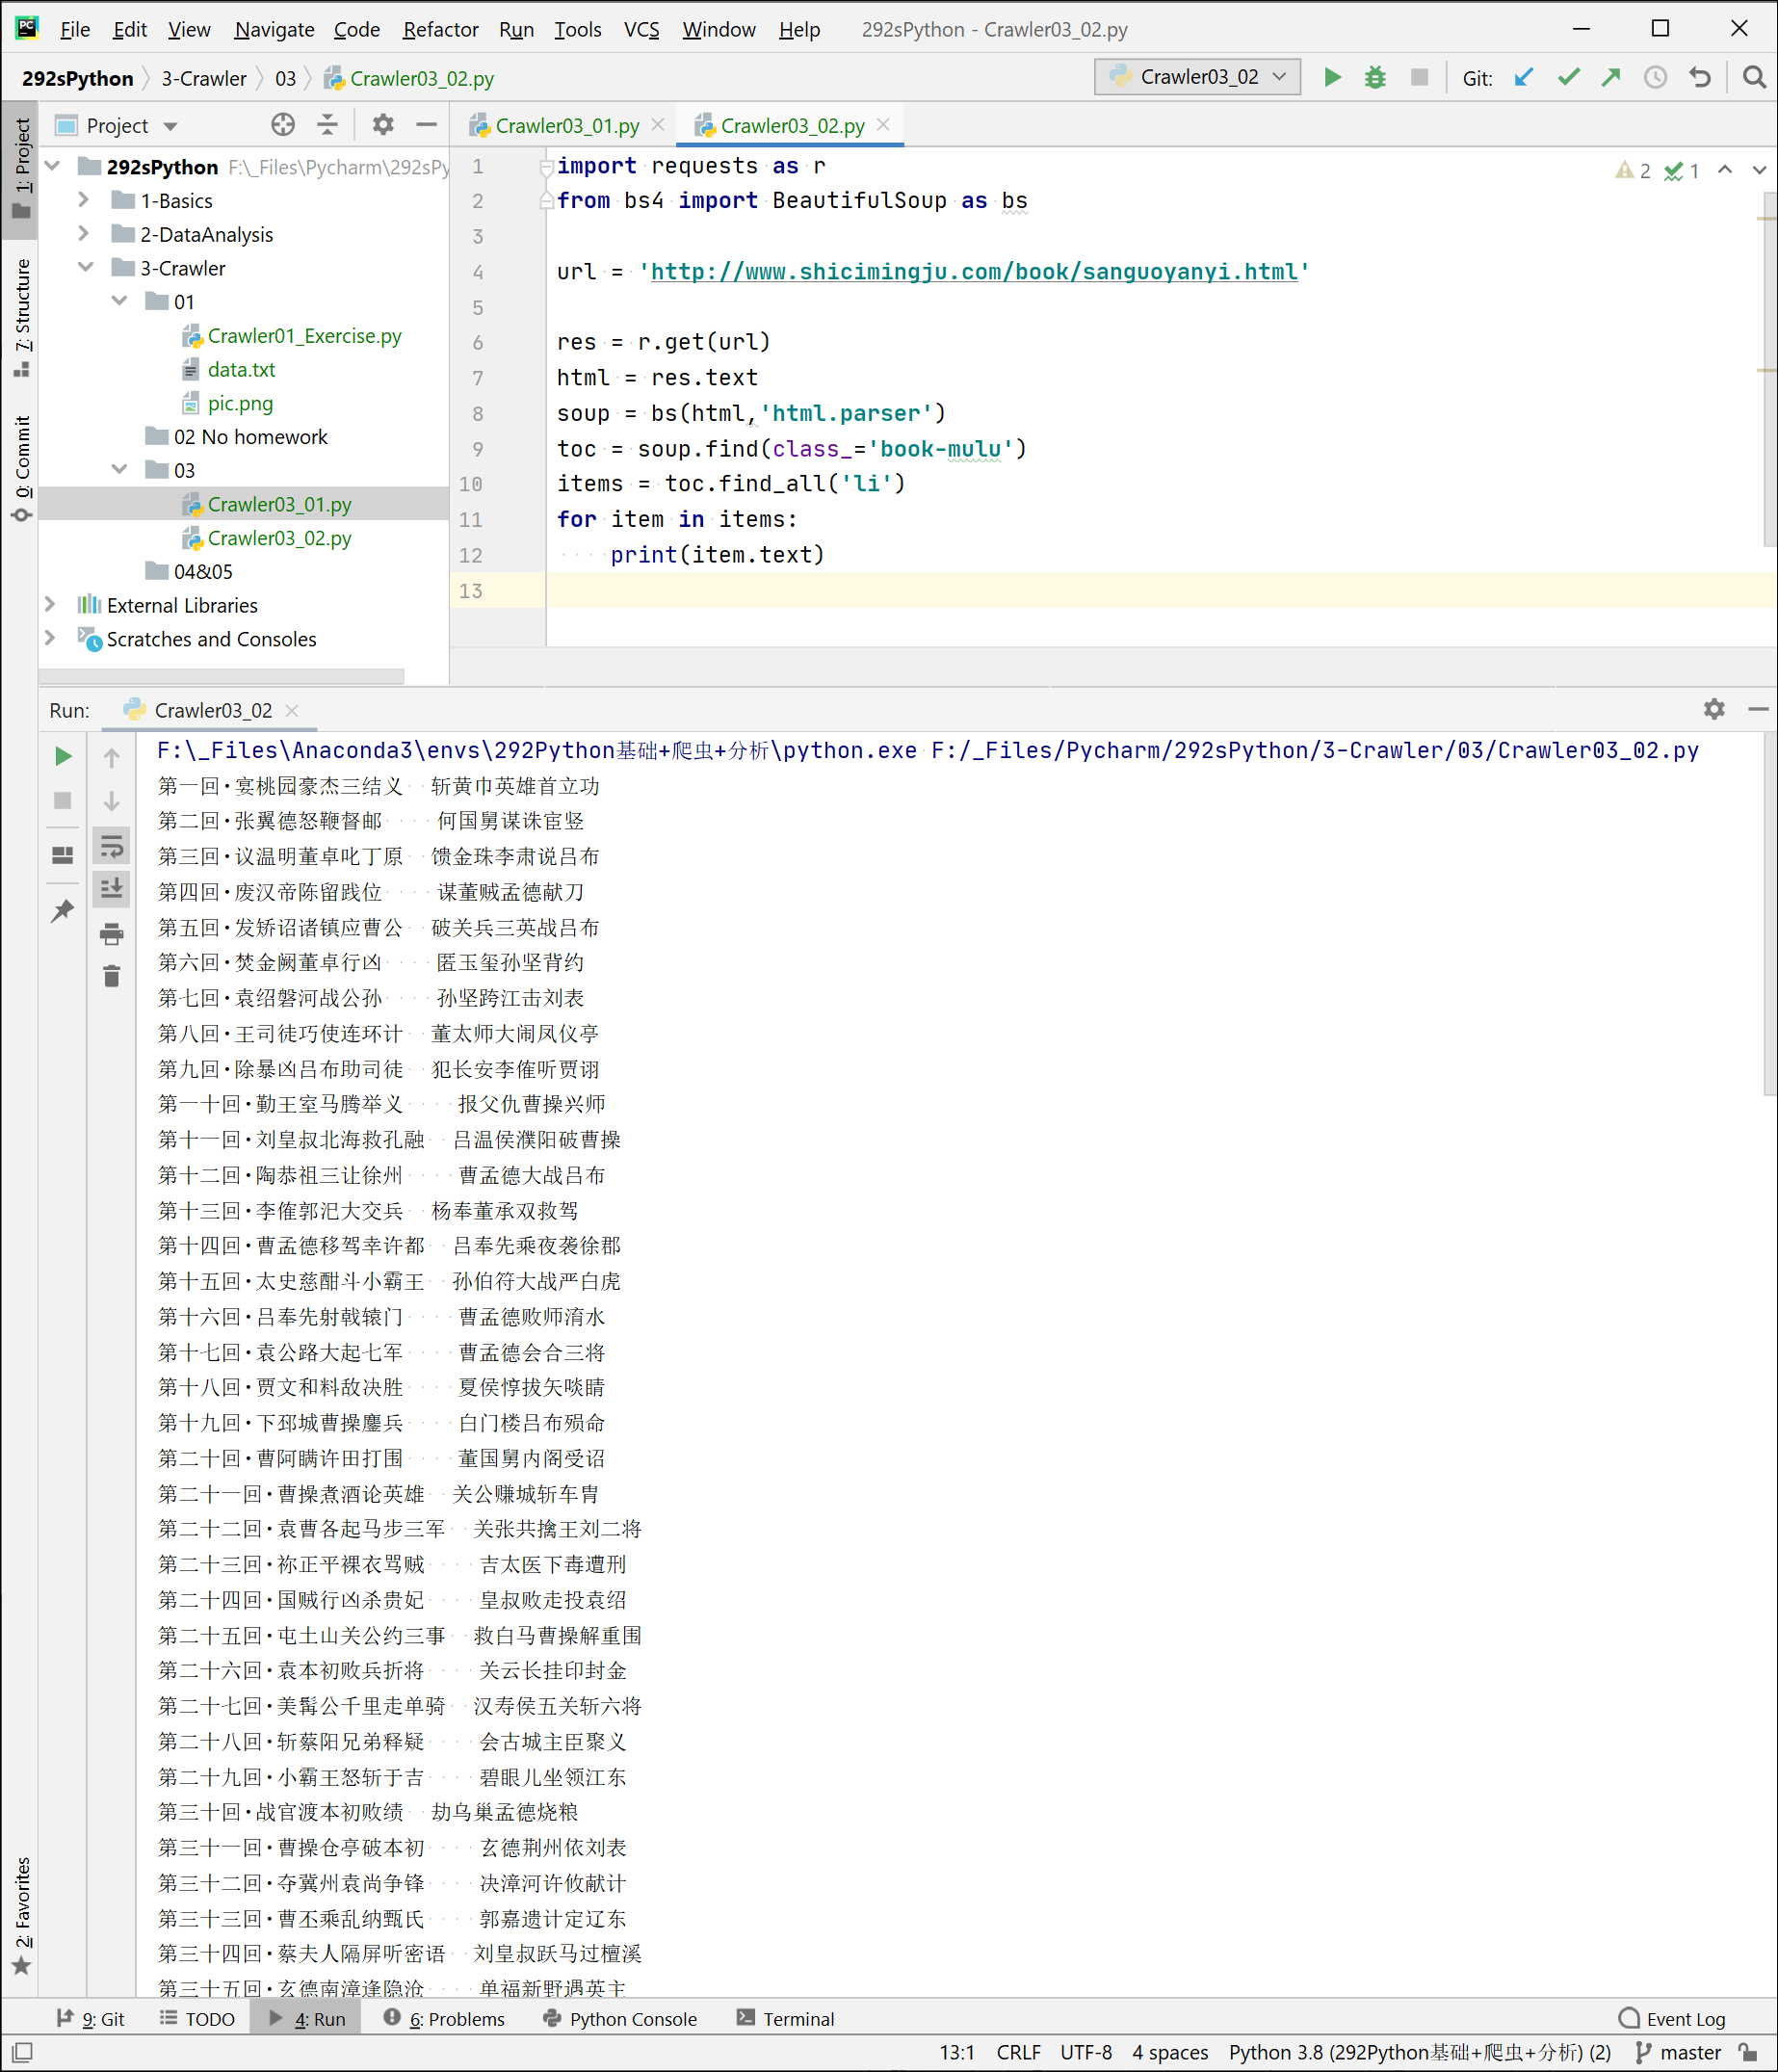 File Edit View Navigate Code Refactor Run Tools VCS Window Help 292sPython - Crawler03_02.py
292sPython 3-Crawler 03 Crawler03_02.py Crawler03_02 Git:
1: Project
7: Structure
0: Commit
2: Favorites
Project
292sPython F:\_Files\Pycharm\292sPy
1-Basics
2-DataAnalysis
3-Crawler
01
Crawler01_Exercise.py
data.txt
pic.png
02 No homework
03
Crawler03_01.py
Crawler03_02.py
04&05
External Libraries
Scratches and Consoles
Crawler03_01.py Crawler03_02.py
2 1
1 import requests as r
2 from bs4 import BeautifulSoup as bs
3
4 url = 'http://www.shicimingju.com/book/sanguoyanyi.html'
5
6 res = r.get(url)
7 html = res.text
8 soup = bs(html,'html.parser')
9 toc = soup.find(class_='book-mulu')
10 items = toc.find_all('li')
11 for item in items:
12 print(item.text)
13
Run: Crawler03_02
F:\_Files\Anaconda3\envs\292Python基础+爬虫+分析\python.exe F:/_Files/Pycharm/292sPython/3-Crawler/03/Crawler03_02.py
第一回·宴桃园豪杰三结义 斩黄巾英雄首立功
第二回·张翼德怒鞭督邮 何国舅谋诛宦竖
第三回·议温明董卓叱丁原 馈金珠李肃说吕布
第四回·废汉帝陈留践位 谋董贼孟德献刀
第五回·发矫诏诸镇应曹公 破关兵三英战吕布
第六回·焚金阙董卓行凶 匿玉玺孙坚背约
第七回·袁绍磐河战公孙 孙坚跨江击刘表
第八回·王司徒巧使连环计 董太师大闹凤仪亭
第九回·除暴凶吕布助司徒 犯长安李傕听贾诩
第一十回·勤王室马腾举义 报父仇曹操兴师
第十一回·刘皇叔北海救孔融 吕温侯濮阳破曹操
第十二回·陶恭祖三让徐州 曹孟德大战吕布
第十三回·李傕郭汜大交兵 杨奉董承双救驾
第十四回·曹孟德移驾幸许都 吕奉先乘夜袭徐郡
第十五回·太史慈酣斗小霸王 孙伯符大战严白虎
第十六回·吕奉先射戟辕门 曹孟德败师淯水
第十七回·袁公路大起七军 曹孟德会合三将
第十八回·贾文和料敌决胜 夏侯惇拔矢啖睛
第十九回·下邳城曹操鏖兵 白门楼吕布殒命
第二十回·曹阿瞒许田打围 董国舅内阁受诏
第二十一回·曹操煮酒论英雄 关公赚城斩车胄
第二十二回·袁曹各起马步三军 关张共擒王刘二将
第二十三回·祢正平裸衣骂贼 吉太医下毒遭刑
第二十四回·国贼行凶杀贵妃 皇叔败走投袁绍
第二十五回·屯土山关公约三事 救白马曹操解重围
第二十六回·袁本初败兵折将 关云长挂印封金
第二十七回·美髯公千里走单骑 汉寿侯五关斩六将
第二十八回·斩蔡阳兄弟释疑 会古城主臣聚义
第二十九回·小霸王怒斩于吉 碧眼儿坐领江东
第三十回·战官渡本初败绩 劫乌巢孟德烧粮
第三十一回·曹操仓亭破本初 玄德荆州依刘表
第三十二回·夺冀州袁尚争锋 决漳河许攸献计
第三十三回·曹丕乘乱纳甄氏 郭嘉遗计定辽东
第三十四回·蔡夫人隔屏听密语 刘皇叔跃马过檀溪
第三十五回·玄德南漳逢隐沧 单福新野遇英主
9: Git TODO 4: Run 6: Problems Python Console Terminal Event Log
13:1 CRLF UTF-8 4 spaces Python 3.8 (292Python基础+爬虫+分析) (2) master